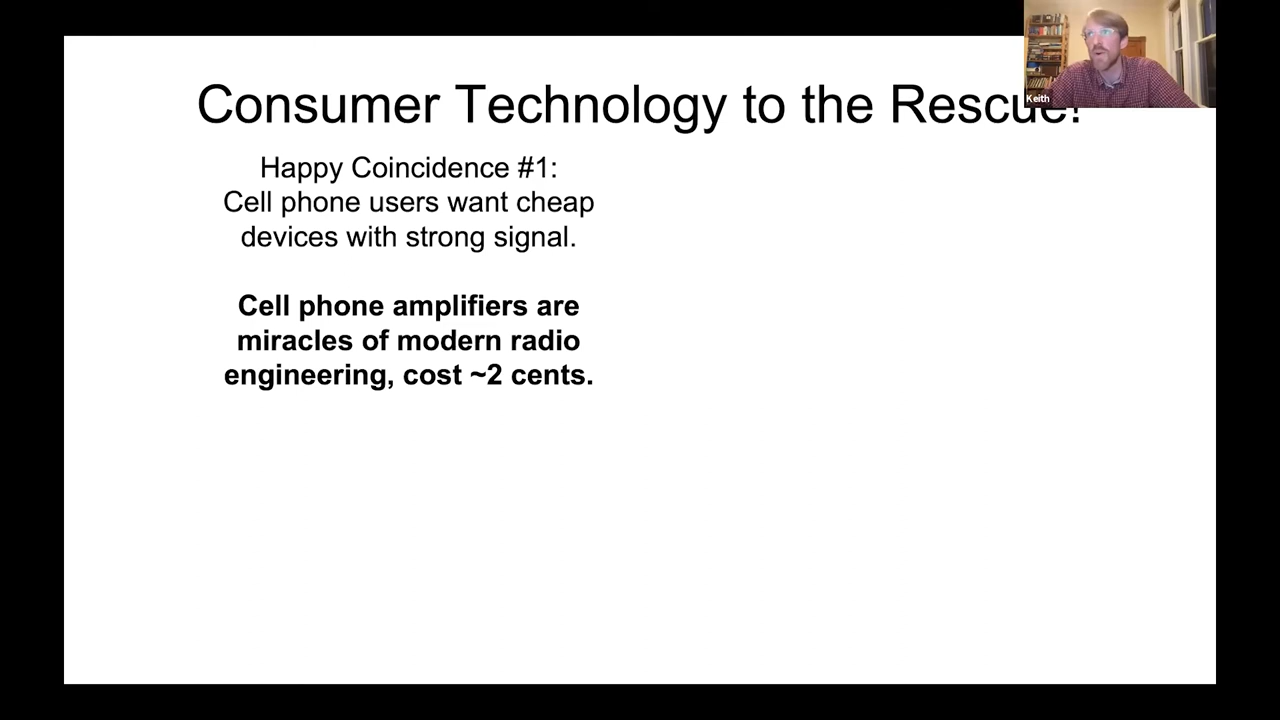 Consumer Technology to the Rescue!
Keith
Happy Coincidence #1:
Cell phone users want cheap
devices with strong signal.
Cell phone amplifiers are
miracles of modern radio
engineering, cost ~2 cents.